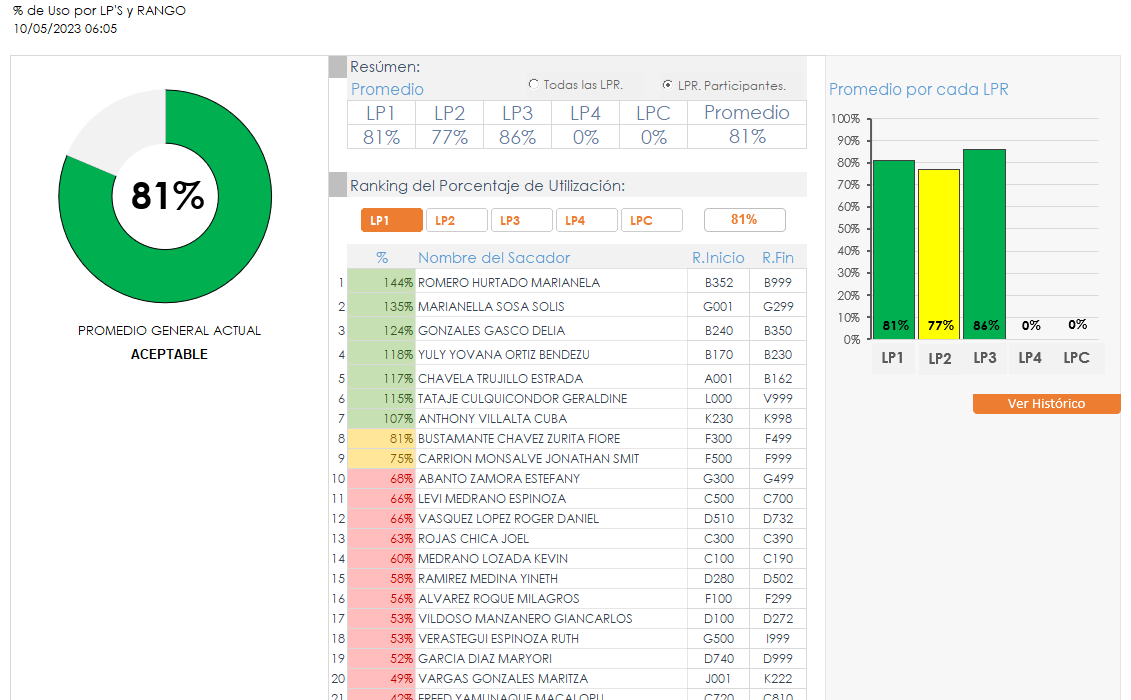 % de Uso por LP'S y RANGO
10/05/2023 06:05
81%
PROMEDIO GENERAL ACTUAL
ACEPTABLE
Resúmen:
Promedio
Todas las LPR.
LPR. Participantes.
LP1 LP2 LP3 LP4 LPC Promedio
81% 77% 86% 0% 0% 81%
Ranking del Porcentaje de Utilización:
LP1 LP2 LP3 LP4 LPC 81%
% Nombre del Sacador R.Inicio R.Fin
1 144% ROMERO HURTADO MARIANELA B352 B999
2 135% MARIANELLA SOSA SOLIS G001 G299
3 124% GONZALES GASCO DELIA B240 B350
4 118% YULY YOVANA ORTIZ BENDEZU B170 B230
5 117% CHAVELA TRUJILLO ESTRADA A001 B162
6 115% TATAJE CULQUICONDOR GERALDINE L000 V999
7 107% ANTHONY VILLALTA CUBA K230 K998
8 81% BUSTAMANTE CHAVEZ ZURITA FIORE F300 F499
9 75% CARRION MONSALVE JONATHAN SMIT F500 F999
10 68% ABANTO ZAMORA ESTEFANY G300 G499
11 66% LEVI MEDRANO ESPINOZA C500 C700
12 66% VASQUEZ LOPEZ ROGER DANIEL D510 D732
13 63% ROJAS CHICA JOEL C300 C390
14 60% MEDRANO LOZADA KEVIN C100 C190
15 58% RAMIREZ MEDINA YINETH D280 D502
16 56% ALVAREZ ROQUE MILAGROS F100 F299
17 53% VILDOSO MANZANERO GIANCARLOS D100 D272
18 53% VERASTEGUI ESPINOZA RUTH G500 I999
19 52% GARCIA DIAZ MARYORI D740 D999
20 49% VARGAS GONZALES MARITZA J001 K222
21 42% FREED YAMUNAQUE MACALOPU C720 C810
Promedio por cada LPR
100%
90%
80%
70%
60%
50%
40%
30%
20%
10%
0%
81% 77% 86% 0% 0%
LP1 LP2 LP3 LP4 LPC
Ver Histórico